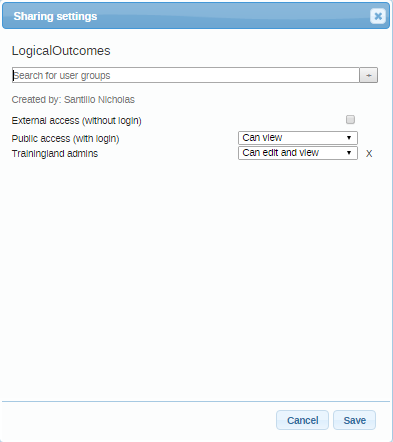 Sharing settings
LogicalOutcomes
Search for user groups
Created by: Santillo Nicholas
External access (without login)
Public access (with login) Can view
Trainingland admins Can edit and view X
Cancel Save